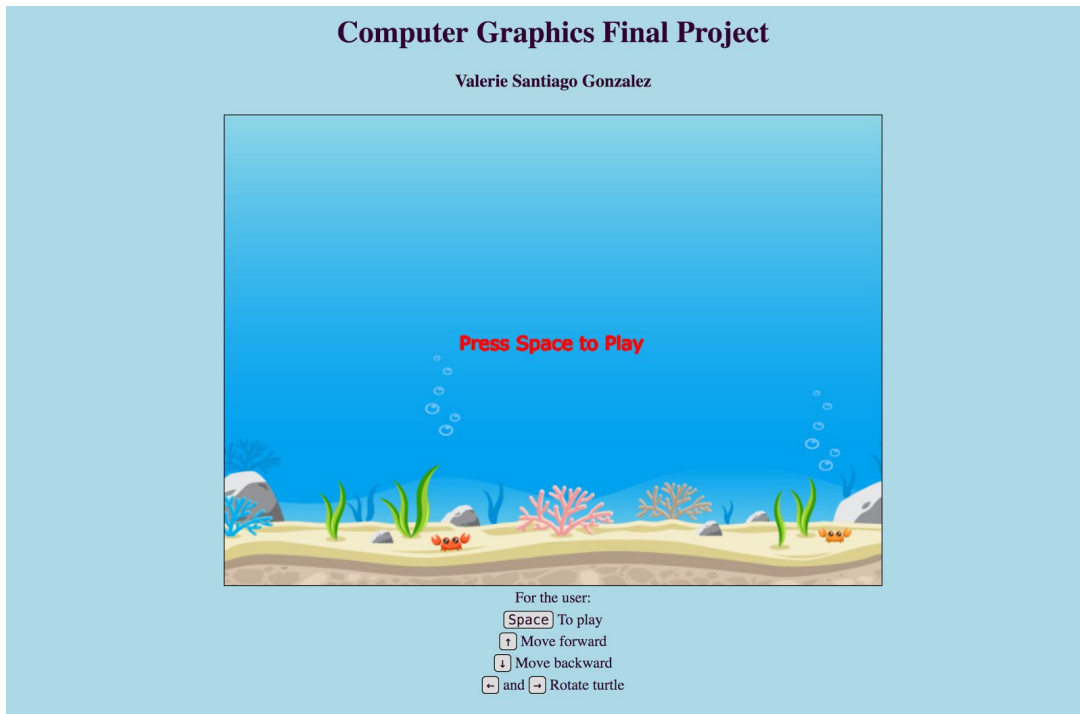 Computer Graphics Final Project
Valerie Santiago Gonzalez
Press Space to Play
For the user:
Space To play
↑ Move forward
↓ Move backward
← and → Rotate turtle